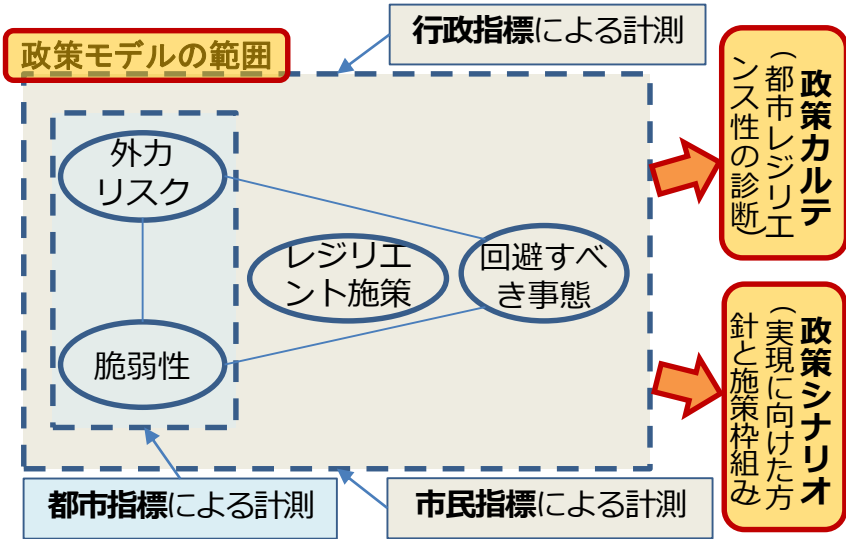 行政指標による計測
政策モデルの範囲
外力
リスク
レジリエ
ント施策
回避すべ
き事態
脆弱性
都市指標による計測
市民指標による計測
政策カルテ
（都市レジリエ
ンス性の診断）
政策シナリオ
（実現に向けた方
針と施策枠組み